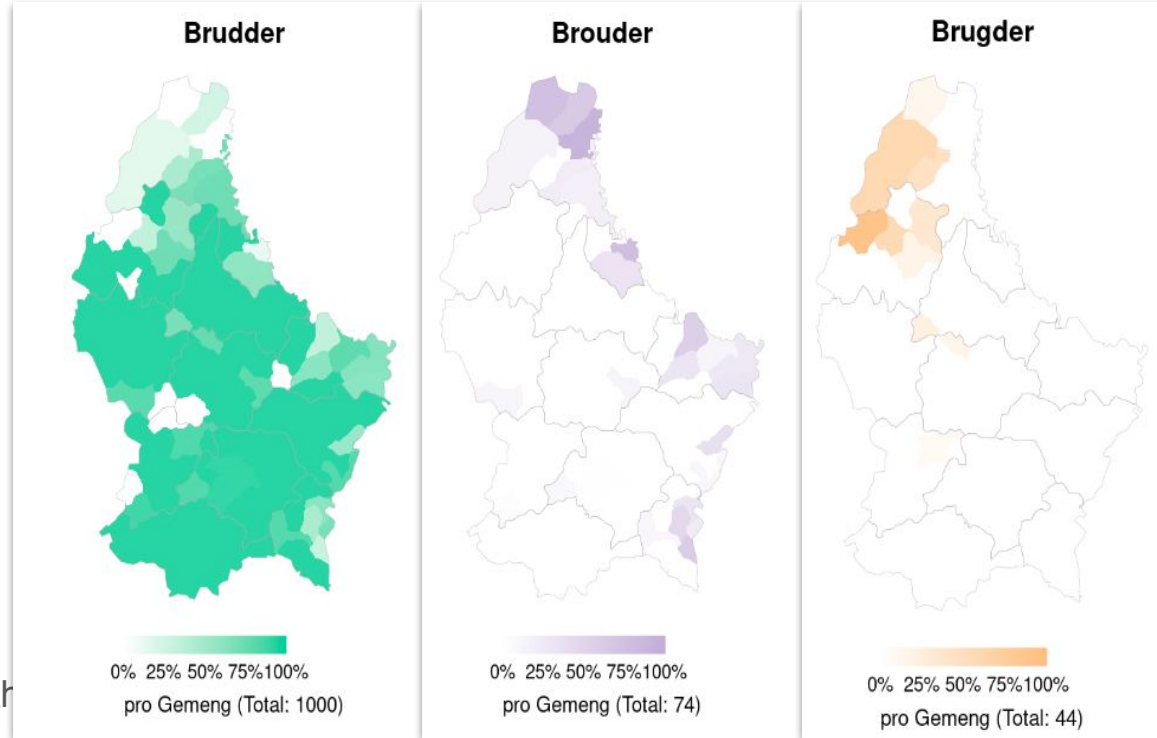 Brudder
0% 25% 50% 75%100%
pro Gemeng (Total: 1000)
Brouder
0% 25% 50% 75%100%
pro Gemeng (Total: 74)
Brugder
0% 25% 50% 75%100%
pro Gemeng (Total: 44)